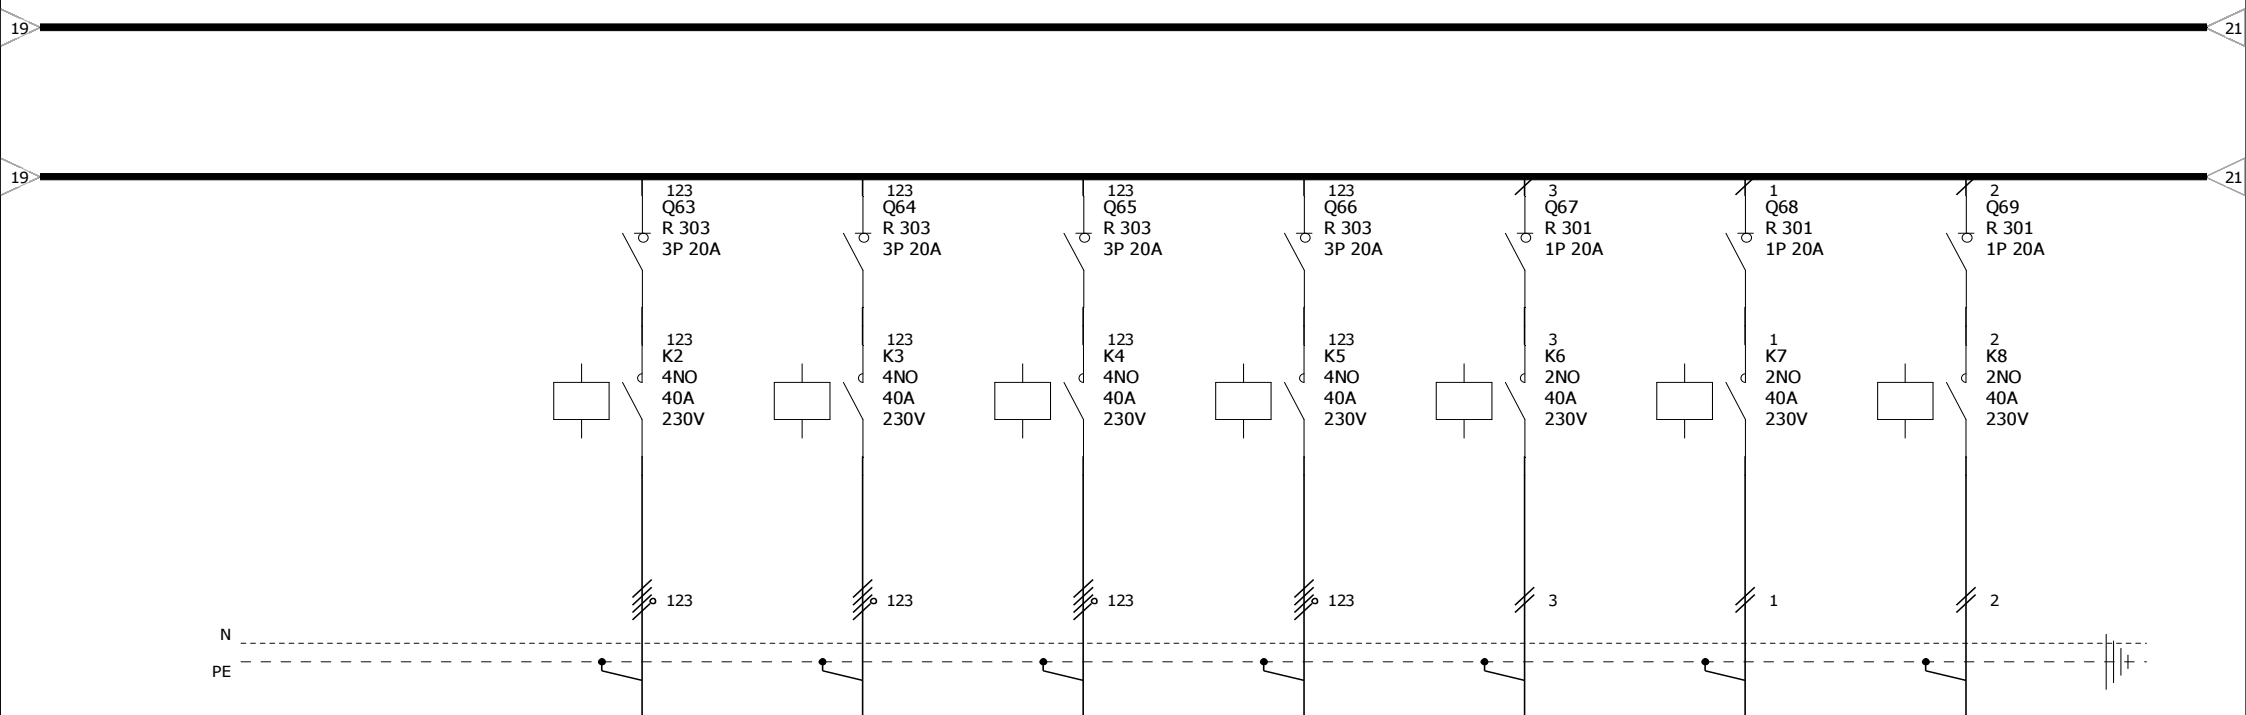 19 21
19 21
123 123 123 123 3 1 2
Q63 Q64 Q65 Q66 Q67 Q68 Q69
R 303 R 303 R 303 R 303 R 301 R 301 R 301
3P 20A 3P 20A 3P 20A 3P 20A 1P 20A 1P 20A 1P 20A
123 123 123 123 3 1 2
K2 K3 K4 K5 K6 K7 K8
4NO 4NO 4NO 4NO 2NO 2NO 2NO
40A 40A 40A 40A 40A 40A 40A
230V 230V 230V 230V 230V 230V 230V
123 123 123 123 3 1 2
N
PE